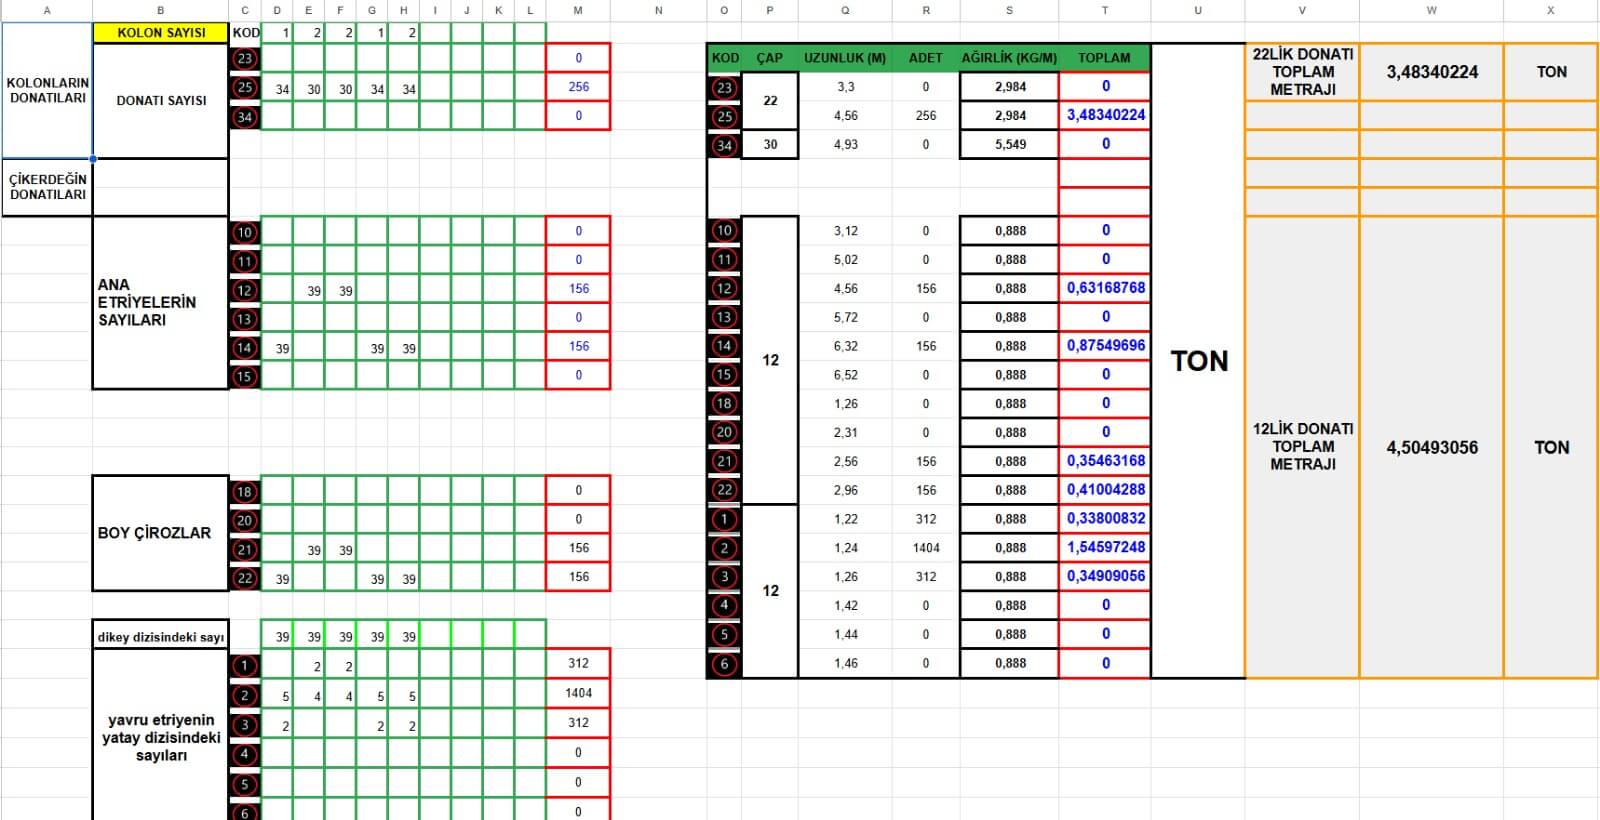 A B C D E F G H I J K L M N O P Q R S T U V W X
KOLON SAYISI KOD 1 2 2 1 2
KOLONLARIN
DONATILARI
DONATI SAYISI
23 0
25 34 30 30 34 34 256
34 0
ÇİKERDEĞİN
DONATILARI
ANA
ETRİYELERİN
SAYILARI
10 0
11 0
12 39 39 156
13 0
14 39 39 39 156
15 0
BOY ÇİROZLAR
18 0
20 0
21 39 39 156
22 39 39 39 156
dikey dizisindeki sayı 39 39 39 39 39
yavru etriyenin
yatay dizisindeki
sayıları
1 2 2 312
2 5 4 4 5 5 1404
3 2 2 2 312
4 0
5 0
6 0
KOD ÇAP UZUNLUK (M) ADET AĞIRLİK (KG/M) TOPLAM
23 22 3,3 0 2,984 0
25 4,56 256 2,984 3,48340224
34 30 4,93 0 5,549 0
10 12 3,12 0 0,888 0
11 5,02 0 0,888 0
12 4,56 156 0,888 0,63168768
13 5,72 0 0,888 0
14 6,32 156 0,888 0,87549696
15 6,52 0 0,888 0
18 1,26 0 0,888 0
20 2,31 0 0,888 0
21 2,56 156 0,888 0,35463168
22 2,96 156 0,888 0,41004288
1 12 1,22 312 0,888 0,33800832
2 1,24 1404 0,888 1,54597248
3 1,26 312 0,888 0,34909056
4 1,42 0 0,888 0
5 1,44 0 0,888 0
6 1,46 0 0,888 0
TON
22LİK DONATI
TOPLAM
METRAJI
3,48340224 TON
12LİK DONATI
TOPLAM
METRAJI
4,50493056 TON